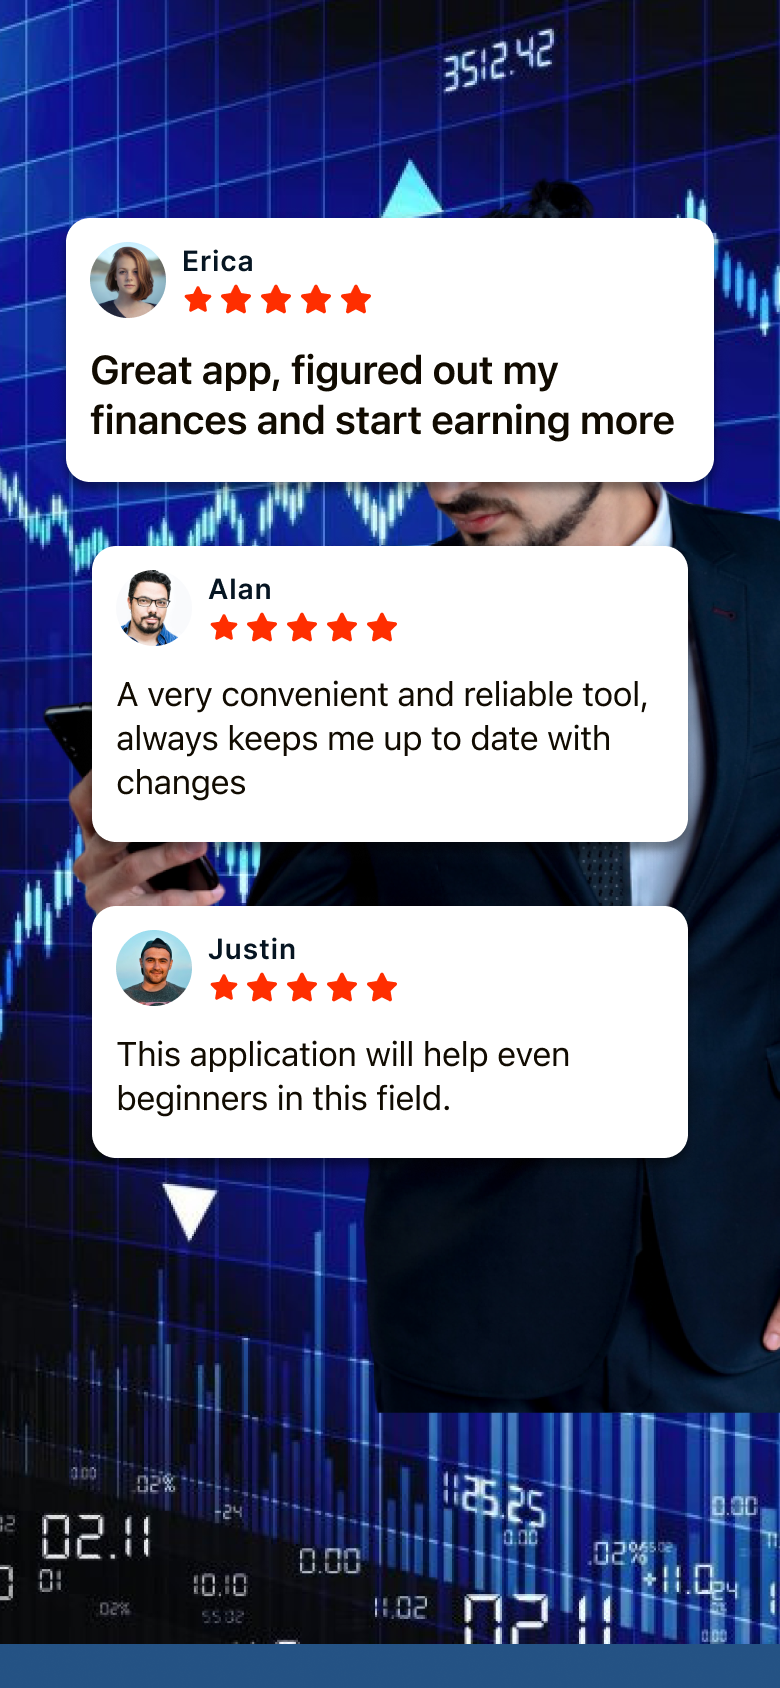 3512.42
Erica
Great app, figured out my
finances and start earning more
Alan
A very convenient and reliable tool,
always keeps me up to date with
changes
Justin
This application will help even
beginners in this field.
0.00
.02%
-24
1125.25
0.00
0.00
02.11
01
0.00
.02%
+11.0
10.10
.02%
55.02
11.02
02.11
0.00